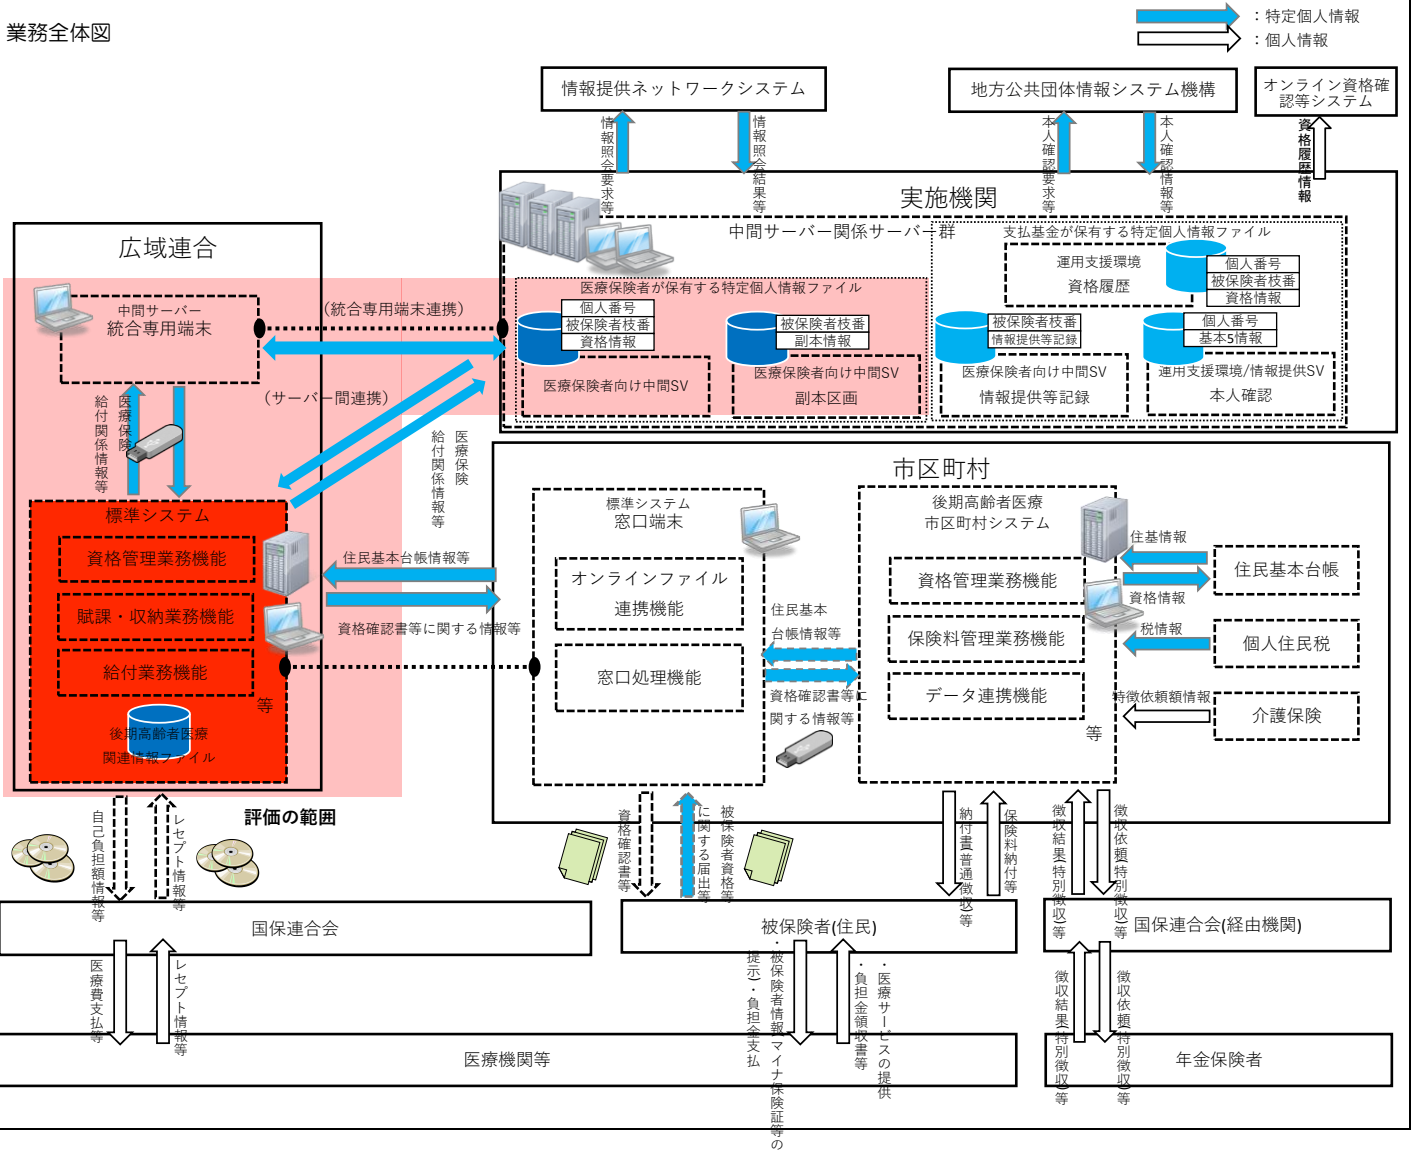 業務全体図
：特定個人情報
：個人情報
情報提供ネットワークシステム
地方公共団体情報システム機構
オンライン資格確
認等システム
情報照会要求等
情報照会結果等
本人確認要求等
本人確認情報等
資格履歴情報
実施機関
中間サーバー関係サーバー群
支払基金が保有する特定個人情報ファイル
運用支援環境
資格履歴
個人番号
被保険者枝番
資格情報
医療保険者が保有する特定個人情報ファイル
個人番号
被保険者枝番
資格情報
医療保険者向け中間SV
被保険者枝番
副本情報
医療保険者向け中間SV
副本区画
被保険者枝番
情報提供等記録
医療保険者向け中間SV
情報提供等記録
個人番号
基本5情報
運用支援環境/情報提供SV
本人確認
広域連合
中間サーバー
統合専用端末
（統合専用端末連携）
（サーバー間連携）
医療保険
給付関係情報等
医療保険
給付関係情報等
標準システム
資格管理業務機能
賦課・収納業務機能
給付業務機能
等
後期高齢者医療
関連情報ファイル
住民基本台帳情報等
資格確認書等に関する情報等
評価の範囲
市区町村
標準システム
窓口端末
オンラインファイル
連携機能
窓口処理機能
住民基本
台帳情報等
資格確認書等に
関する情報等
後期高齢者医療
市区町村システム
資格管理業務機能
保険料管理業務機能
データ連携機能
等
住基情報
資格情報
税情報
特徴依頼額情報
住民基本台帳
個人住民税
介護保険
自己負担額情報等
レセプト情報等
資格確認書等
被保険者資格等
に関する届出等
納付書(普通徴収)等
保険料納付等
徴収結果(特別徴収)等
徴収依頼(特別徴収)等
国保連合会
被保険者(住民)
国保連合会(経由機関)
医療費支払等
レセプト情報等
・被保険者情報(マイナ保険証等の
提示)・負担金支払
・医療サービスの提供
・負担金領収書等
徴収結果(特別徴収)等
徴収依頼(特別徴収)等
医療機関等
年金保険者